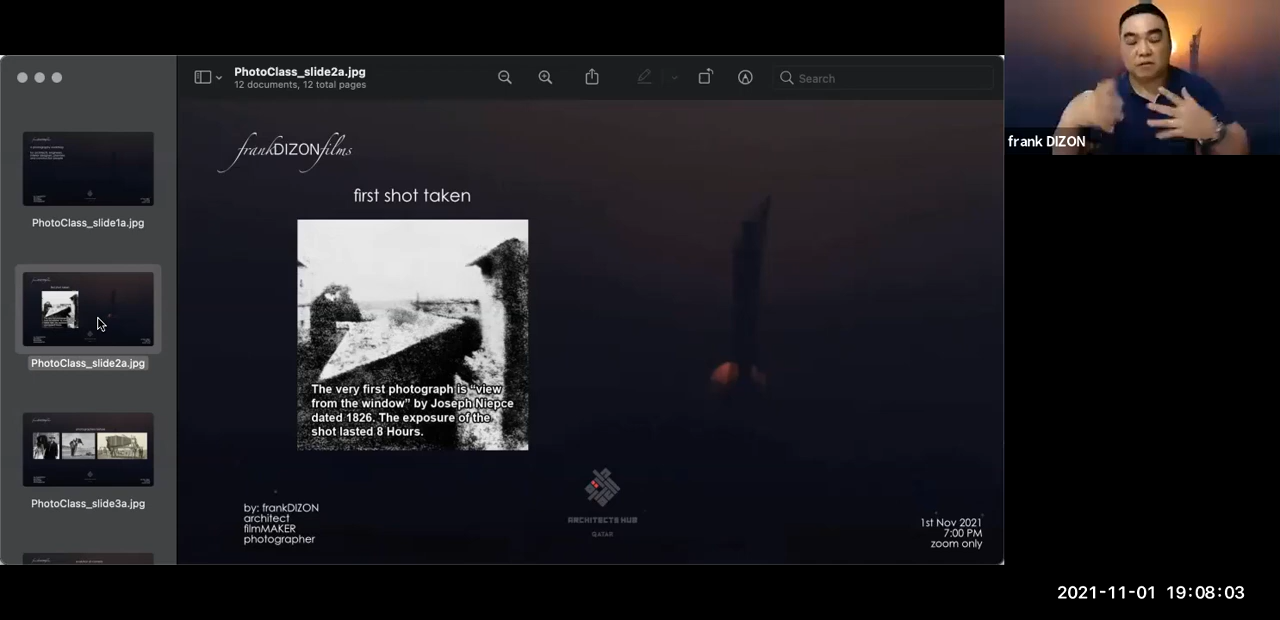 PhotoClass_slide2a.jpg
12 documents, 12 total pages
Search
frank DIZON
PhotoClass_slide1a.jpg
PhotoClass_slide2a.jpg
PhotoClass_slide3a.jpg
frankDIZONfilms
first shot taken
The very first photograph is “view
from the window” by Joseph Niepce
dated 1826. The exposure of the
shot lasted 8 Hours.
by: frankDIZON
architect
filmMAKER
photographer
ARCHITECTS HUB
QATAR
1st Nov 2021
7:00 PM
zoom only
2021-11-01 19:08:03